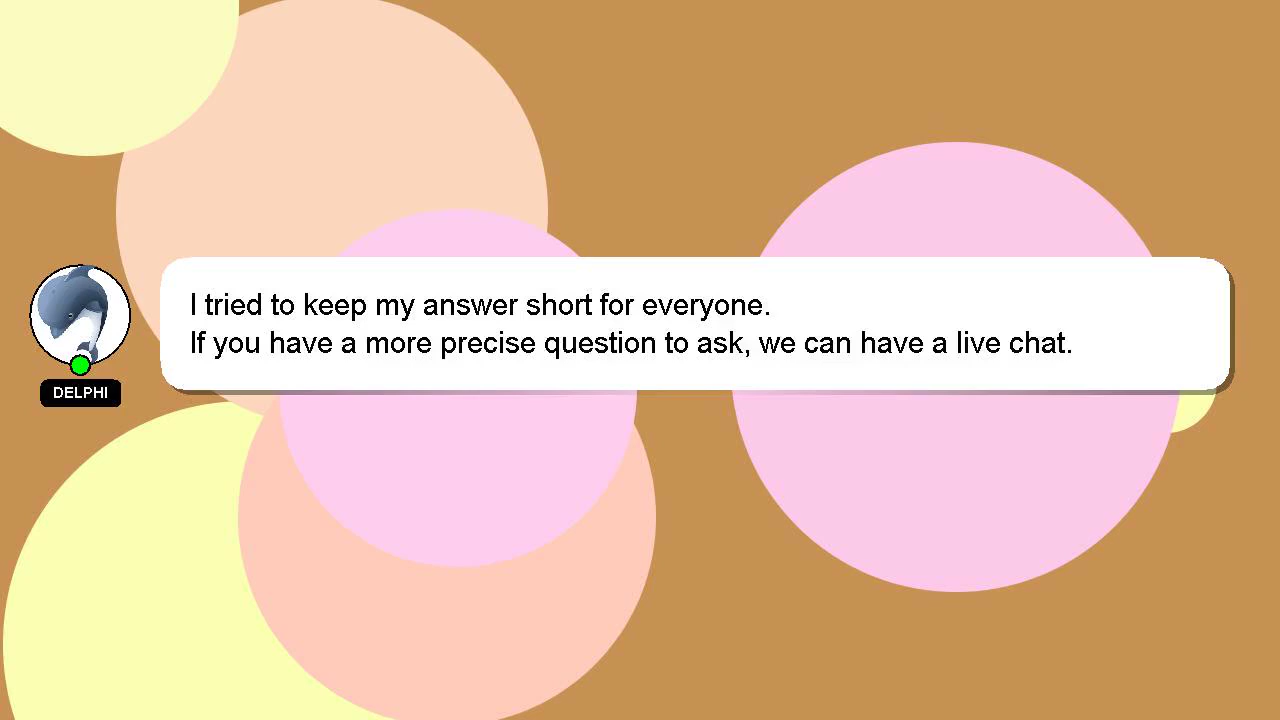 I tried to keep my answer short for everyone.
If you have a more precise question to ask, we can have a live chat.
DELPHI